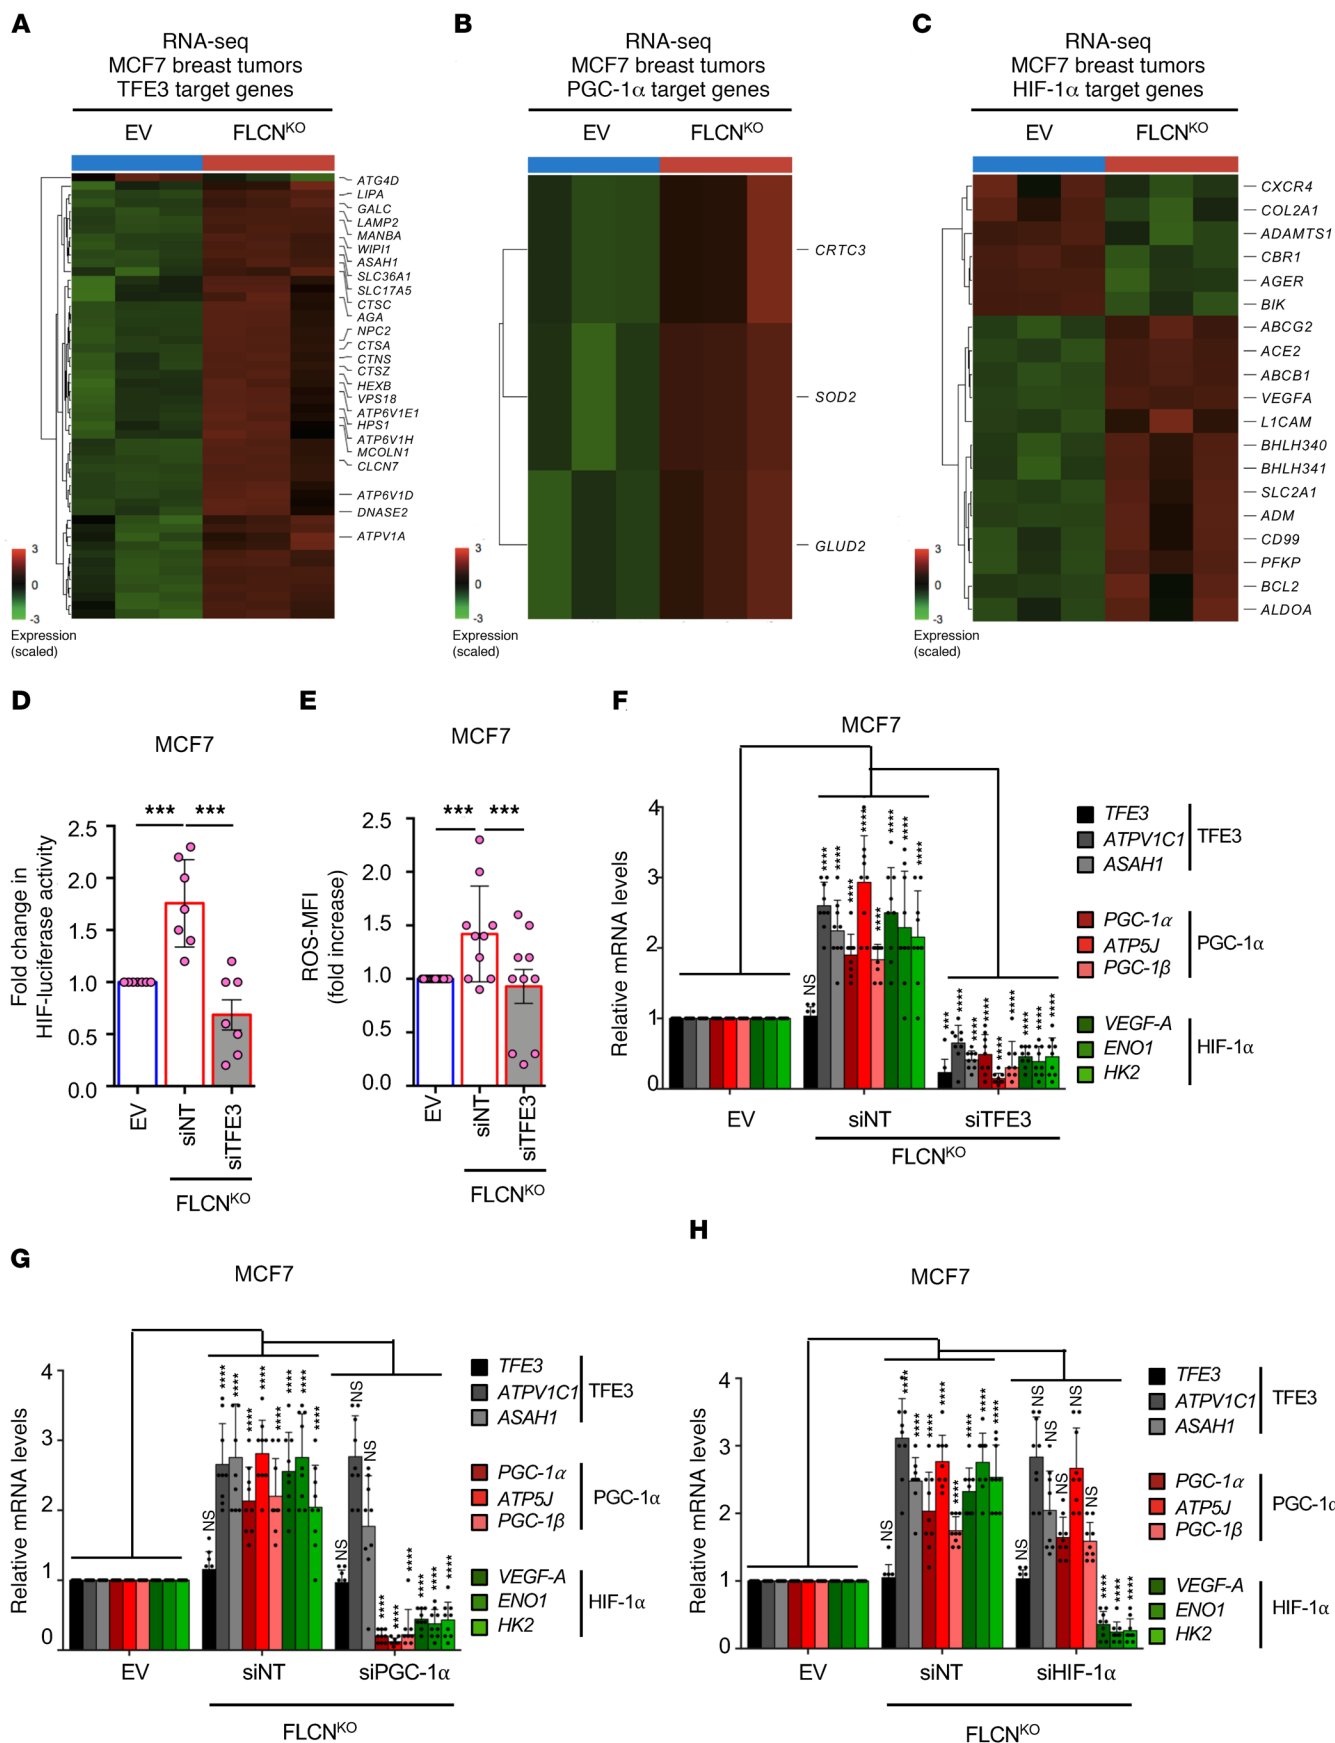 A
RNA-seq
MCF7 breast tumors
TFE3 target genes
EV
FLCNKO
ATG4D
LIPA
GALC
LAMP2
MANBA
WIPI1
ASAH1
SLC36A1
SLC17A5
CTSC
AGA
NPC2
CTSA
CTNS
CTSZ
HEXB
VPS18
ATP6V1E1
HPS1
ATP6V1H
MCOLN1
CLCN7
ATP6V1D
DNASE2
ATPV1A
3
0
-3
Expression
(scaled)
B
RNA-seq
MCF7 breast tumors
PGC-1α target genes
EV
FLCNKO
CRTC3
SOD2
GLUD2
3
0
-3
Expression
(scaled)
C
RNA-seq
MCF7 breast tumors
HIF-1α target genes
EV
FLCNKO
CXCR4
COL2A1
ADAMTS1
CBR1
AGER
BIK
ABCG2
ACE2
ABCB1
VEGFA
L1CAM
BHLH340
BHLH341
SLC2A1
ADM
CD99
PFKP
BCL2
ALDOA
3
0
-3
Expression
(scaled)
D
MCF7
*** ***
Fold change in
HIF-luciferase activity
2.5
2.0
1.5
1.0
0.5
0.0
EV
siNT
siTFE3
FLCNKO
E
MCF7
*** ***
ROS-MFI
(fold increase)
2.5
2.0
1.5
1.0
0.5
0.0
EV
siNT
siTFE3
FLCNKO
F
MCF7
Relative mRNA levels
4
3
2
1
0
NS **** **** **** **** **** **** **** ****
*** **** **** **** **** **** **** **** ****
EV siNT siTFE3
FLCNKO
TFE3
ATPV1C1
ASAH1
TFE3
PGC-1α
ATP5J
PGC-1β
PGC-1α
VEGF-A
ENO1
HK2
HIF-1α
G
MCF7
Relative mRNA levels
4
3
2
1
0
NS **** **** **** **** **** **** **** ****
NS NS NS **** **** **** **** **** ****
EV siNT siPGC-1α
FLCNKO
TFE3
ATPV1C1
ASAH1
TFE3
PGC-1α
ATP5J
PGC-1β
PGC-1α
VEGF-A
ENO1
HK2
HIF-1α
H
MCF7
Relative mRNA levels
4
3
2
1
0
NS **** **** **** **** **** **** **** ****
NS NS NS NS NS NS **** **** ****
EV siNT siHIF-1α
FLCNKO
TFE3
ATPV1C1
ASAH1
TFE3
PGC-1α
ATP5J
PGC-1β
PGC-1α
VEGF-A
ENO1
HK2
HIF-1α